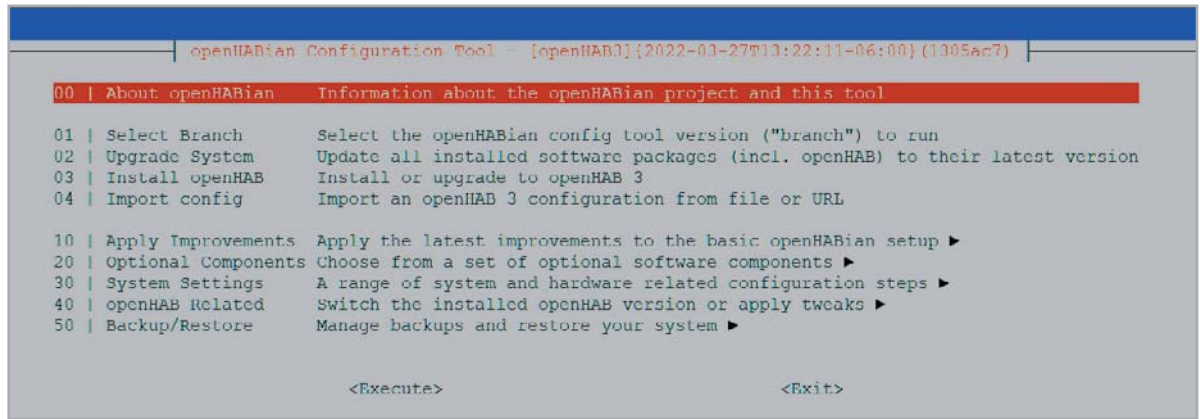 openHABian Configuration Tool — [openHAB3]{2022-03-27T13:22:11-06:00}(1305ac7)
00 | About openHABian Information about the openHABian project and this tool
01 | Select Branch Select the openHABian config tool version ("branch") to run
02 | Upgrade System Update all installed software packages (incl. openHAB) to their latest version
03 | Install openHAB Install or upgrade to openHAB 3
04 | Import config Import an openHAB 3 configuration from file or URL
10 | Apply Improvements Apply the latest improvements to the basic openHABian setup ►
20 | Optional Components Choose from a set of optional software components ►
30 | System Settings A range of system and hardware related configuration steps ►
40 | openHAB Related Switch the installed openHAB version or apply tweaks ►
50 | Backup/Restore Manage backups and restore your system ►
<Execute> <Exit>